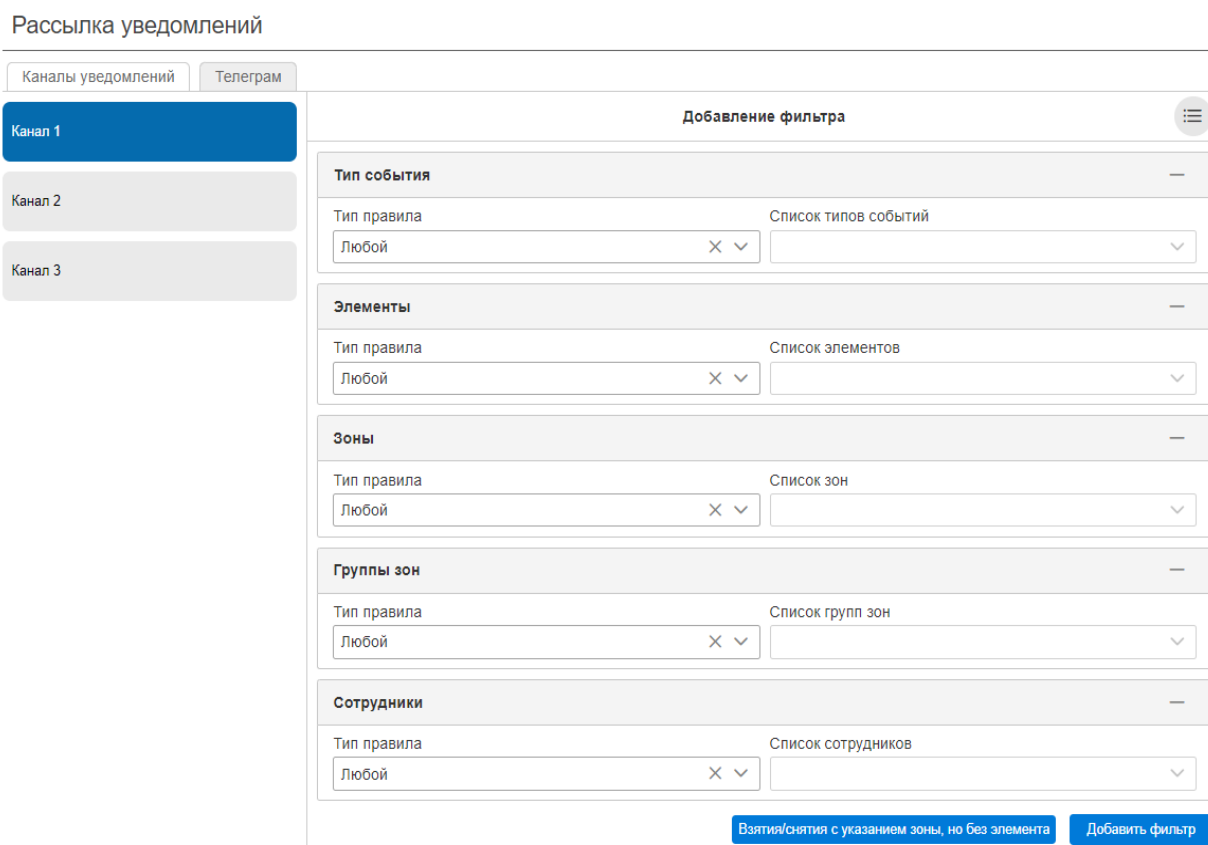 Рассылка уведомлений
Каналы уведомлений Телеграм
Канал 1
Канал 2
Канал 3
Добавление фильтра
Тип события
Тип правила Список типов событий
Любой
Элементы
Тип правила Список элементов
Любой
Зоны
Тип правила Список зон
Любой
Группы зон
Тип правила Список групп зон
Любой
Сотрудники
Тип правила Список сотрудников
Любой
Взятия/снятия с указанием зоны, но без элемента Добавить фильтр